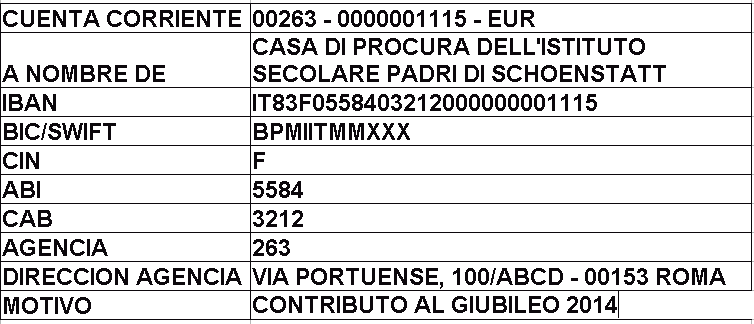 CUENTA CORRIENTE 00263 - 0000001115 - EUR
CASA DI PROCURA DELL'ISTITUTO
A NOMBRE DE SECOLARE PADRI DI SCHOENSTATT
IBAN IT83F0558403212000000001115
BIC/SWIFT BPMIITMMXXX
CIN F
ABI 5584
CAB 3212
AGENCIA 263
DIRECCION AGENCIA VIA PORTUENSE, 100/ABCD - 00153 ROMA
MOTIVO CONTRIBUTO AL GIUBILEO 2014